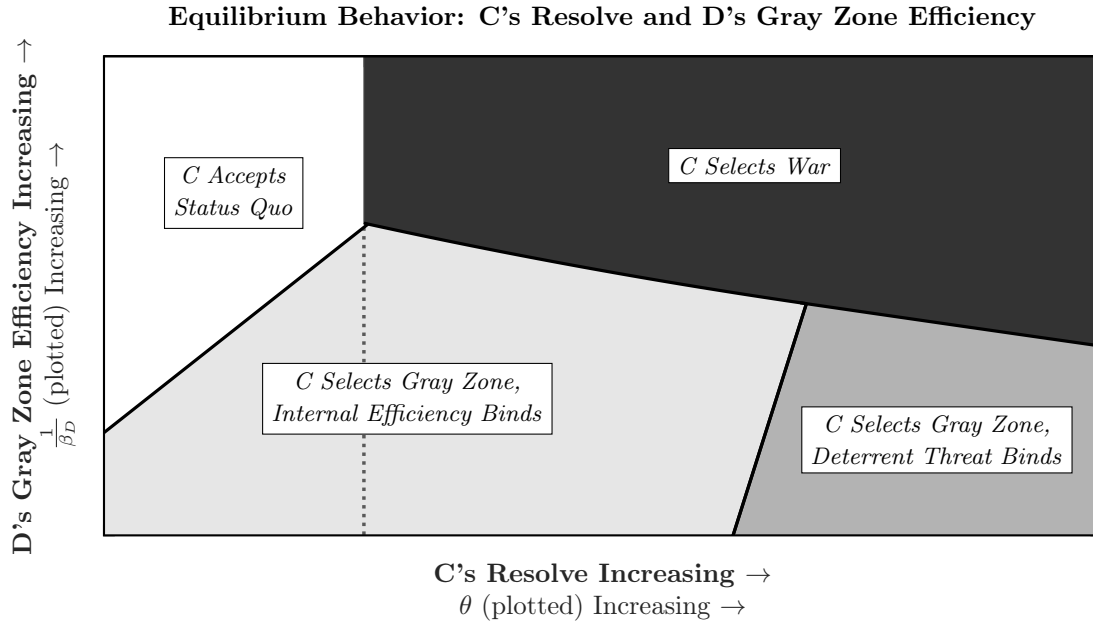 Equilibrium Behavior: C's Resolve and D's Gray Zone Efficiency
D's Gray Zone Efficiency Increasing →
1/β_D (plotted) Increasing →
C Accepts
Status Quo
C Selects War
C Selects Gray Zone,
Internal Efficiency Binds
C Selects Gray Zone,
Deterrent Threat Binds
C's Resolve Increasing →
θ (plotted) Increasing →